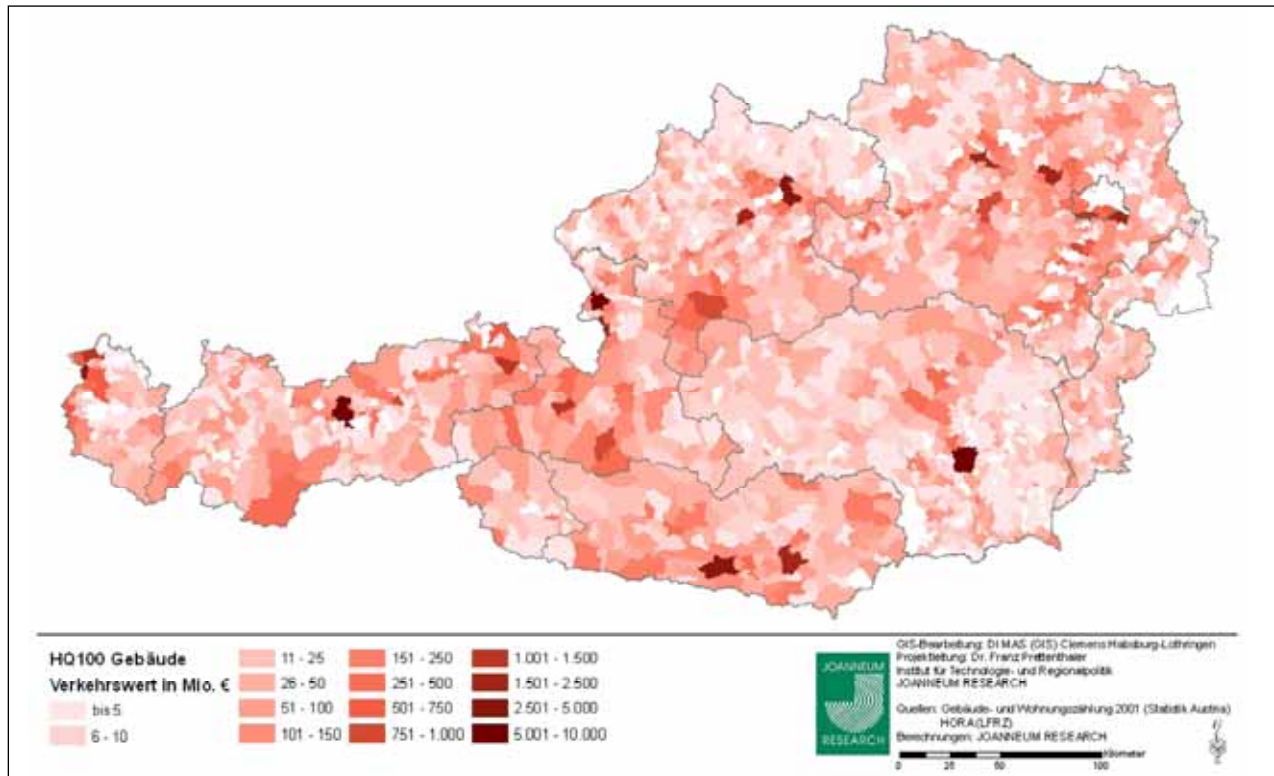 HQ100 Gebäude
Verkehrswert in Mio. €
bis 5
6 - 10
11 - 25
26 - 50
51 - 100
101 - 150
151 - 250
251 - 500
501 - 750
751 - 1.000
1.001 - 1.500
1.501 - 2.500
2.501 - 5.000
5.001 - 10.000
JOANNEUM
RESEARCH
GIS-Bearbeitung: DI MAS (GIS) Clemens Habsburg-Lothringen
Projektleitung: Dr. Franz Prettenthaler
Institut für Technologie- und Regionalpolitik
JOANNEUM RESEARCH
Quellen: Gebäude- und Wohnungszählung 2001 (Statistik Austria)
HORA (LFRZ)
Berechnungen: JOANNEUM RESEARCH
Kilometer
0 25 50 100